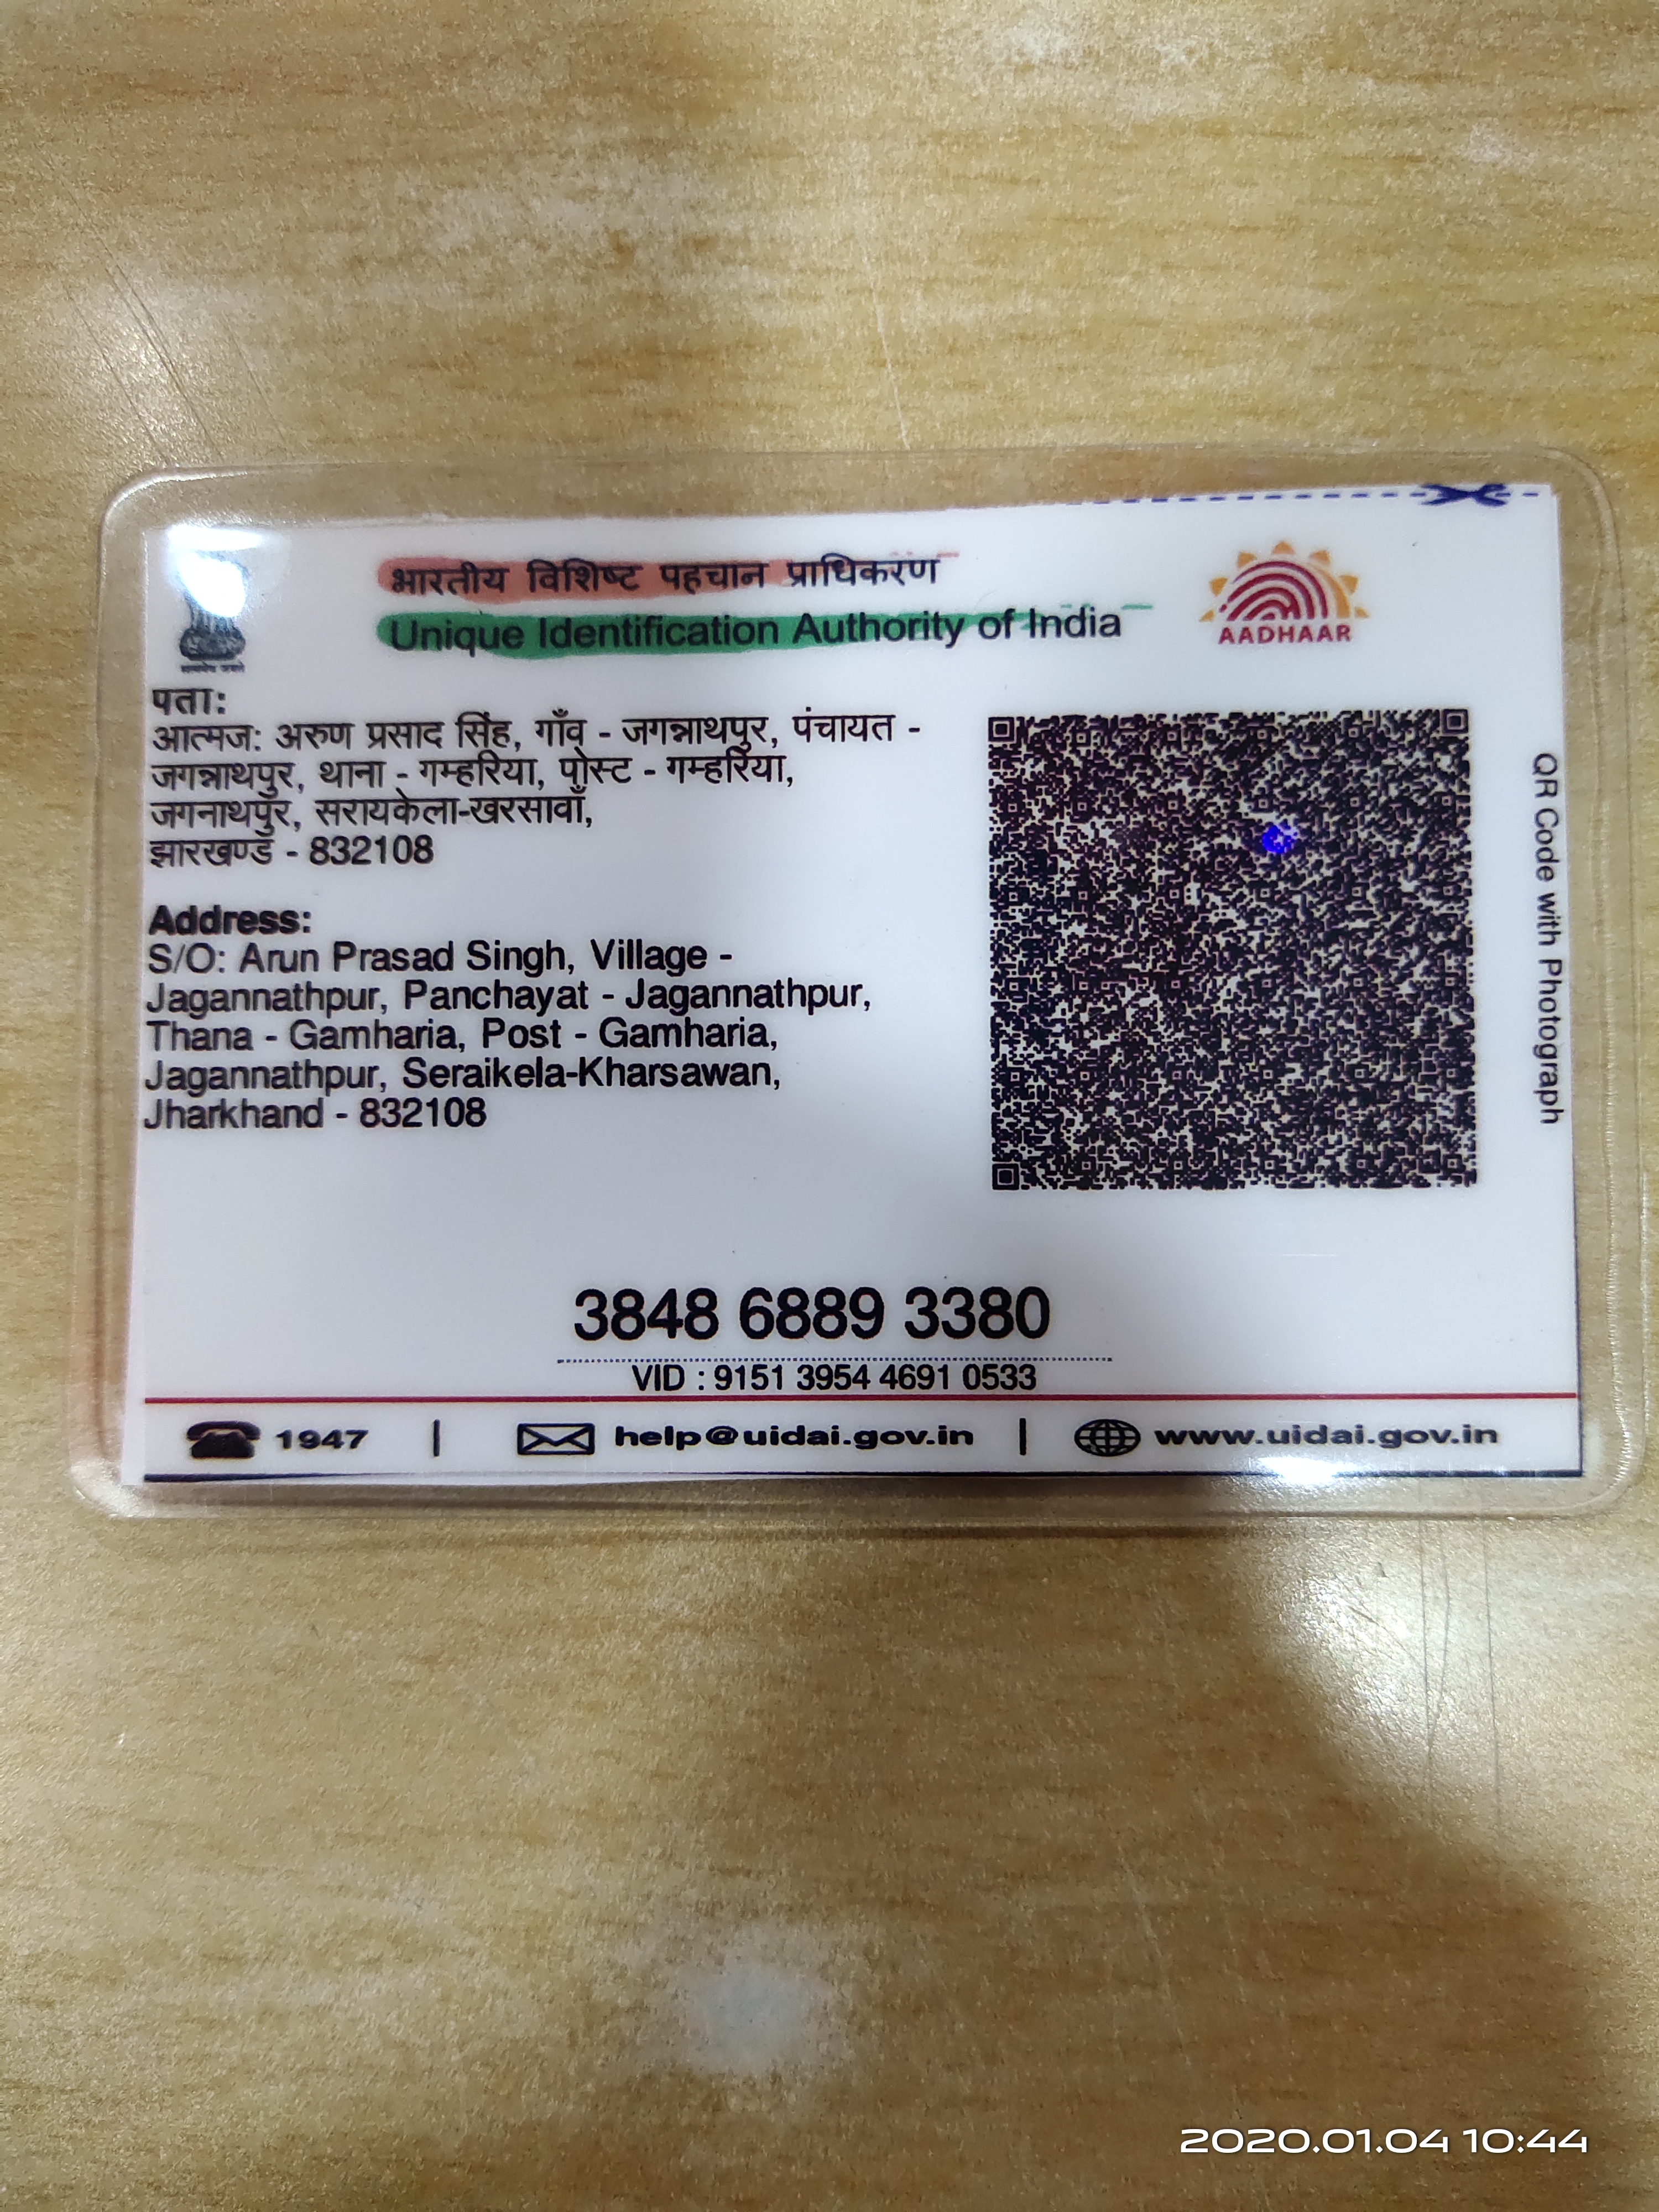 भारतीय विशिष्ट पहचान प्राधिकरण
Unique Identification Authority of India
AADHAAR
पता:
आत्मज: अरुण प्रसाद सिंह, गाँव - जगन्नाथपुर, पंचायत -
जगन्नाथपुर, थाना - गम्हरिया, पोस्ट - गम्हरिया,
जगनाथपुर, सरायकेला-खरसावाँ,
झारखण्ड - 832108
Address:
S/O: Arun Prasad Singh, Village -
Jagannathpur, Panchayat - Jagannathpur,
Thana - Gamharia, Post - Gamharia,
Jagannathpur, Seraikela-Kharsawan,
Jharkhand - 832108
QR Code with Photograph
3848 6889 3380
VID : 9151 3954 4691 0533
1947 | help@uidai.gov.in | www.uidai.gov.in
2020.01.04 10:44